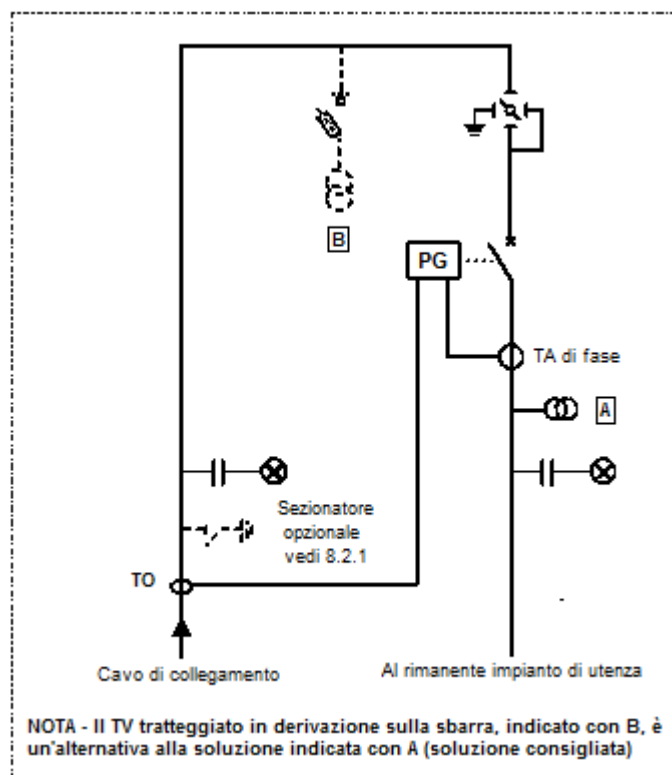 B
PG
TA di fase
A
Sezionatore
opzionale
vedi 8.2.1
TO
Cavo di collegamento
Al rimanente impianto di utenza
NOTA - Il TV tratteggiato in derivazione sulla sbarra, indicato con B, è
un'alternativa alla soluzione indicata con A (soluzione consigliata)